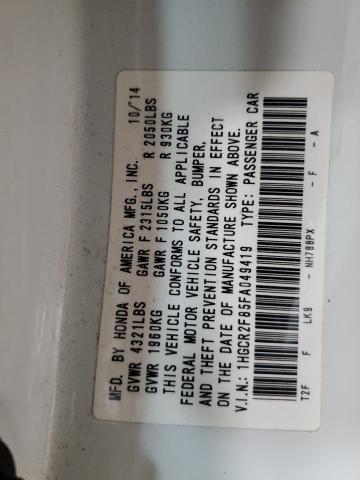 MFD. BY HONDA OF AMERICA MFG., INC. 10/'14
GVWR 4321LBS GAWR F 2315LBS R 2050LBS
GVWR 1960KG GAWR F 1050KG R 930KG
THIS VEHICLE CONFORMS TO ALL APPLICABLE
FEDERAL MOTOR VEHICLE SAFETY, BUMPER,
AND THEFT PREVENTION STANDARDS IN EFFECT
ON THE DATE OF MANUFACTURE SHOWN ABOVE.
V.I.N.: 1HGCR2F85FA049419 TYPE: PASSENGER CAR
T2F F LK9 - NH788PX - F - A